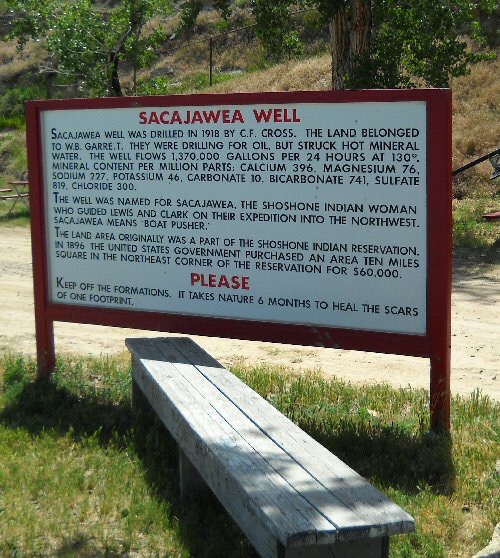 SACAJAWEA WELL
SACAJAWEA WELL WAS DRILLED IN 1918 BY C.F. CROSS. THE LAND BELONGED
TO W.B. GARRE.T. THEY WERE DRILLING FOR OIL, BUT STRUCK HOT MINERAL
WATER. THE WELL FLOWS 1,370,000 GALLONS PER 24 HOURS AT 130°.
MINERAL CONTENT PER MILLION PARTS: CALCIUM 396, MAGNESIUM 76,
SODIUM 227, POTASSIUM 46, CARBONATE 10, BICARBONATE 741, SULFATE
819, CHLORIDE 300.
THE WELL WAS NAMED FOR SACAJAWEA, THE SHOSHONE INDIAN WOMAN
WHO GUIDED LEWIS AND CLARK ON THEIR EXPEDITION INTO THE NORTHWEST.
SACAJAWEA MEANS 'BOAT PUSHER.'
THE LAND AREA ORIGINALLY WAS A PART OF THE SHOSHONE INDIAN RESERVATION.
IN 1896 THE UNITED STATES GOVERNMENT PURCHASED AN AREA TEN MILES
SQUARE IN THE NORTHEAST CORNER OF THE RESERVATION FOR $60,000.
PLEASE
KEEP OFF THE FORMATIONS. IT TAKES NATURE 6 MONTHS TO HEAL THE SCARS
OF ONE FOOTPRINT.